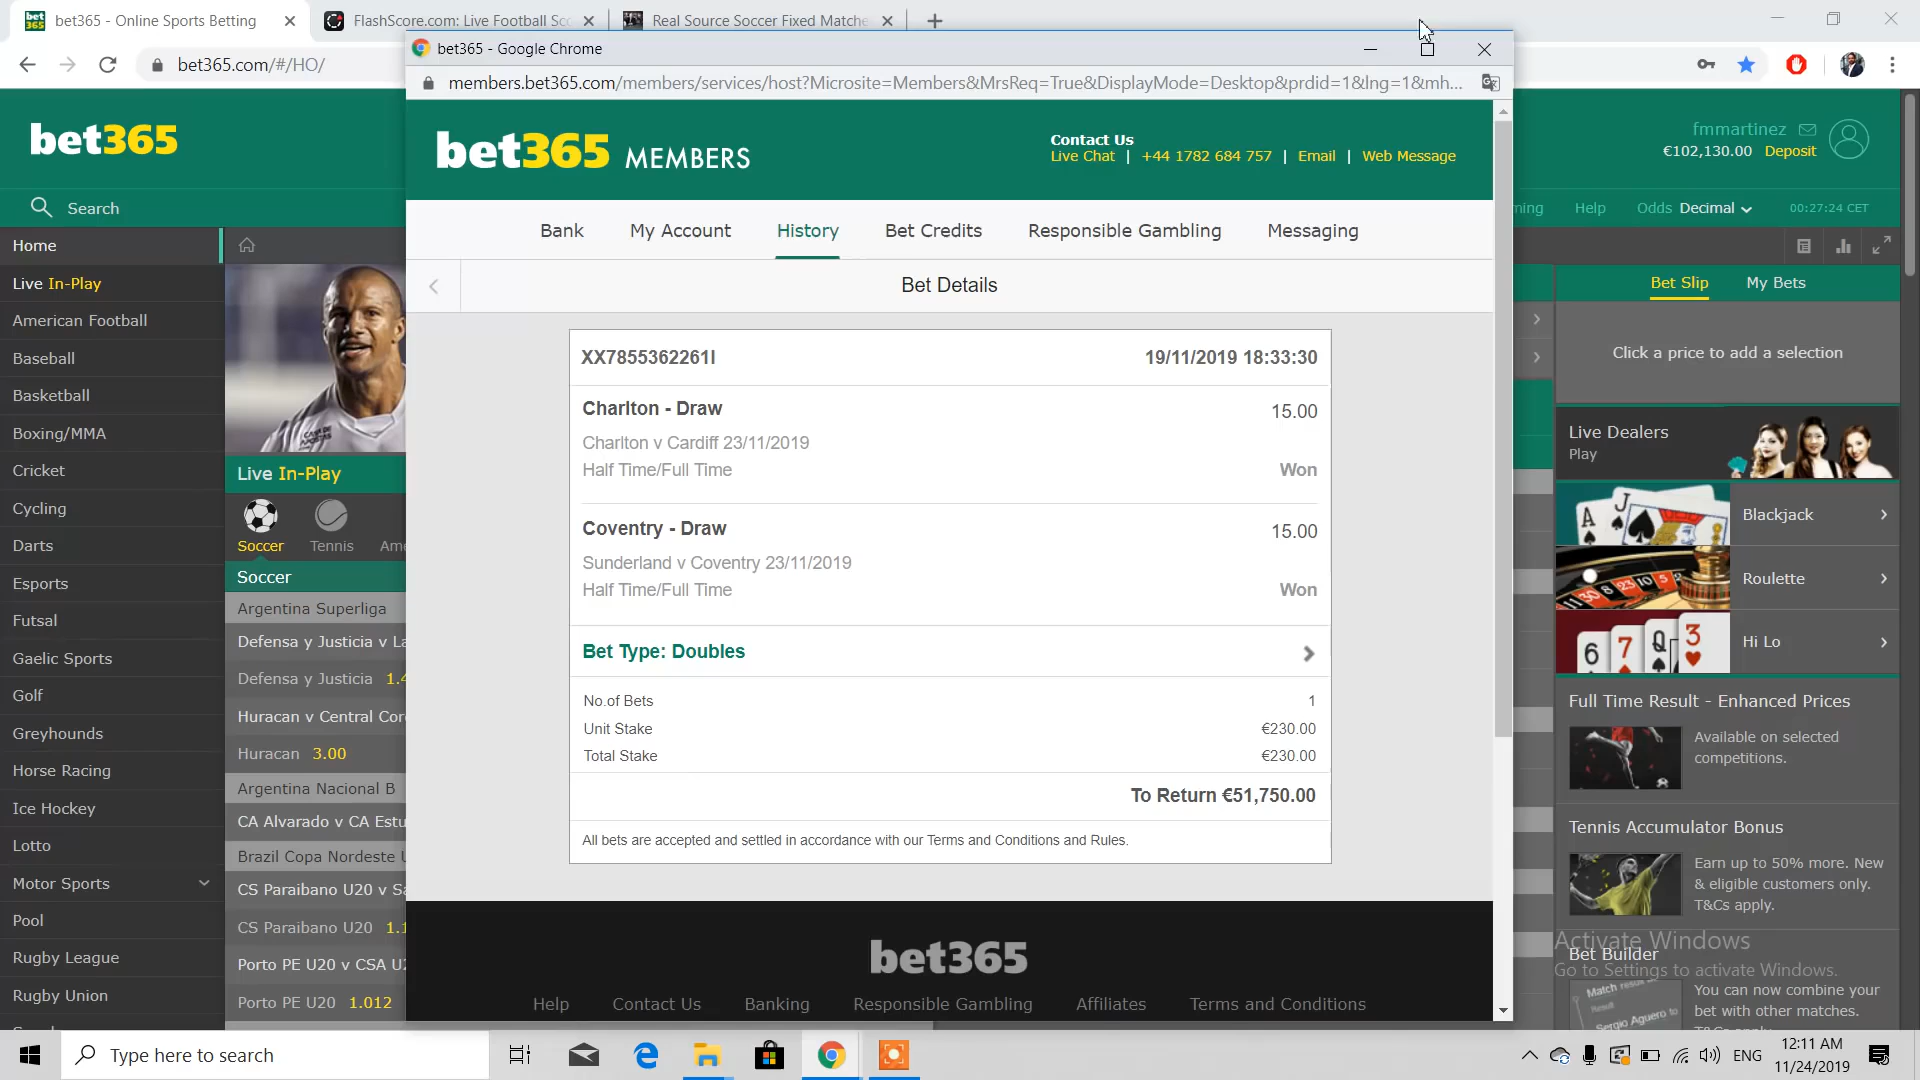 bet365 - Online Sports Betting
FlashScore.com: Live Football Sco
Real Source Soccer Fixed Matche
bet365.com/#/HO/
bet365 - Google Chrome
members.bet365.com/members/services/host?Microsite=Members&MrsReq=True&DisplayMode=Desktop&prdid=1&lng=1&mh...
bet365
bet365 MEMBERS
Contact Us
Live Chat | +44 1782 684 757 | Email | Web Message
fmmartinez
€102,130.00 Deposit
Search
ming Help Odds Decimal 00:27:24 CET
Bank My Account History Bet Credits Responsible Gambling Messaging
Bet Details
Home
Live In-Play
American Football
Baseball
Basketball
Boxing/MMA
Cricket
Cycling
Darts
Esports
Futsal
Gaelic Sports
Golf
Greyhounds
Horse Racing
Ice Hockey
Lotto
Motor Sports
Pool
Rugby League
Rugby Union
Live In-Play
Soccer Tennis Ame
Soccer
Argentina Superliga
Defensa y Justicia v La
Defensa y Justicia 1.4
Huracan v Central Cor
Huracan 3.00
Argentina Nacional B
CA Alvarado v CA Estu
Brazil Copa Nordeste U
CS Paraibano U20 v Sa
CS Paraibano U20 1.1
Porto PE U20 v CSA U2
Porto PE U20 1.012
XX7855362261I 19/11/2019 18:33:30
Charlton - Draw 15.00
Charlton v Cardiff 23/11/2019
Half Time/Full Time Won
Coventry - Draw 15.00
Sunderland v Coventry 23/11/2019
Half Time/Full Time Won
Bet Type: Doubles
No.of Bets 1
Unit Stake €230.00
Total Stake €230.00
To Return €51,750.00
All bets are accepted and settled in accordance with our Terms and Conditions and Rules.
bet365
Help Contact Us Banking Responsible Gambling Affiliates Terms and Conditions
Bet Slip My Bets
Click a price to add a selection
Live Dealers
Play
Blackjack
Roulette
Hi Lo
Full Time Result - Enhanced Prices
Available on selected
competitions.
Tennis Accumulator Bonus
Earn up to 50% more. New
& eligible customers only.
T&Cs apply.
Activate Windows
Bet Builder
Go to Settings to activate Windows.
You can now combine your
bet with other matches.
Match result
Sergio Aguero to
Type here to search
ENG
12:11 AM
11/24/2019